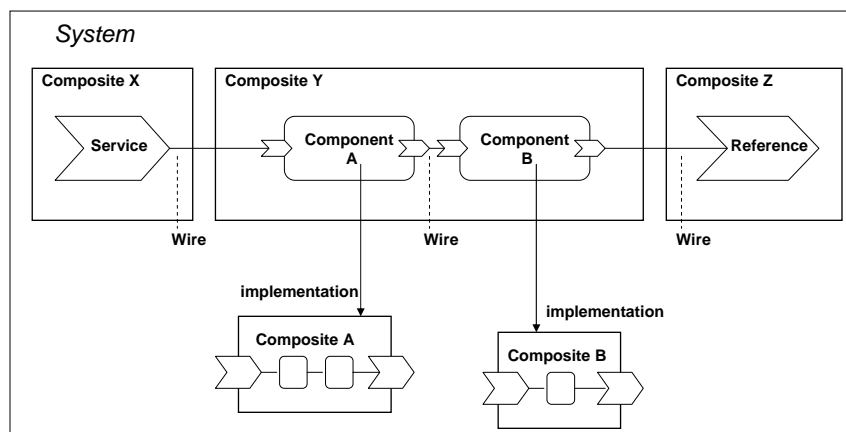 System
Composite X
Composite Y
Composite Z
Service
Component
A
Component
B
Reference
Wire
Wire
Wire
implementation
implementation
Composite A
Composite B